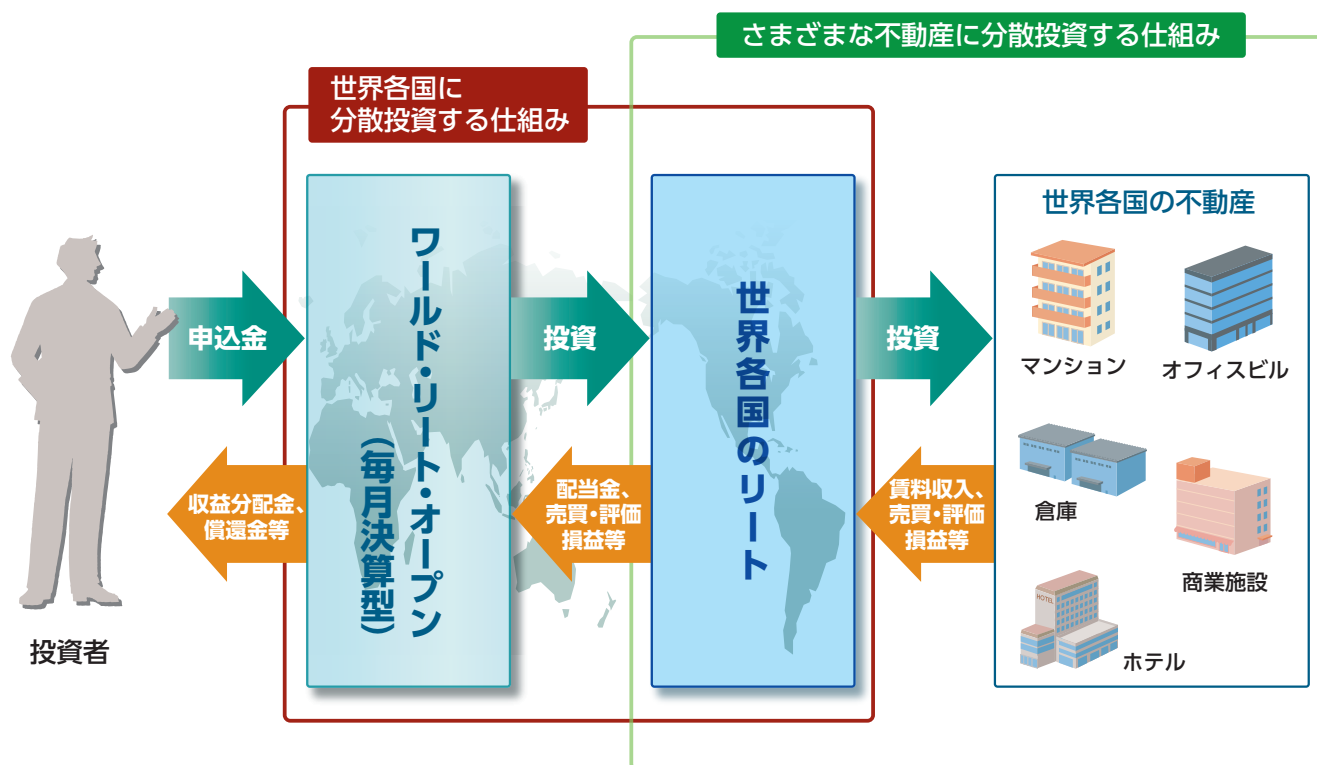 さまざまな不動産に分散投資する仕組み
世界各国に
分散投資する仕組み
投資者
申込金
収益分配金、
償還金等
ワールド・リート・オープン
(毎月決算型)
投資
配当金、
売買・評価
損益等
世界各国のリート
投資
賃料収入、
売買・評価
損益等
世界各国の不動産
マンション
オフィスビル
倉庫
商業施設
HOTEL
ホテル